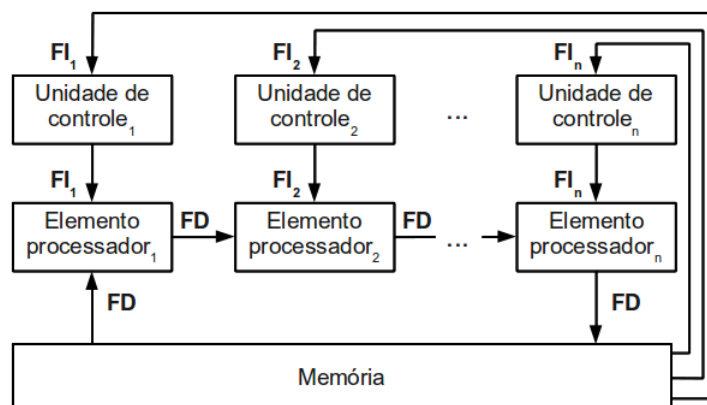 FI1 FI2 FIn
Unidade de Unidade de Unidade de
controle1 controle2 ... controlen
FI1 FI2 FIn
Elemento FD Elemento FD Elemento
processador1 processador2 ... processadorn
FD FD
Memória